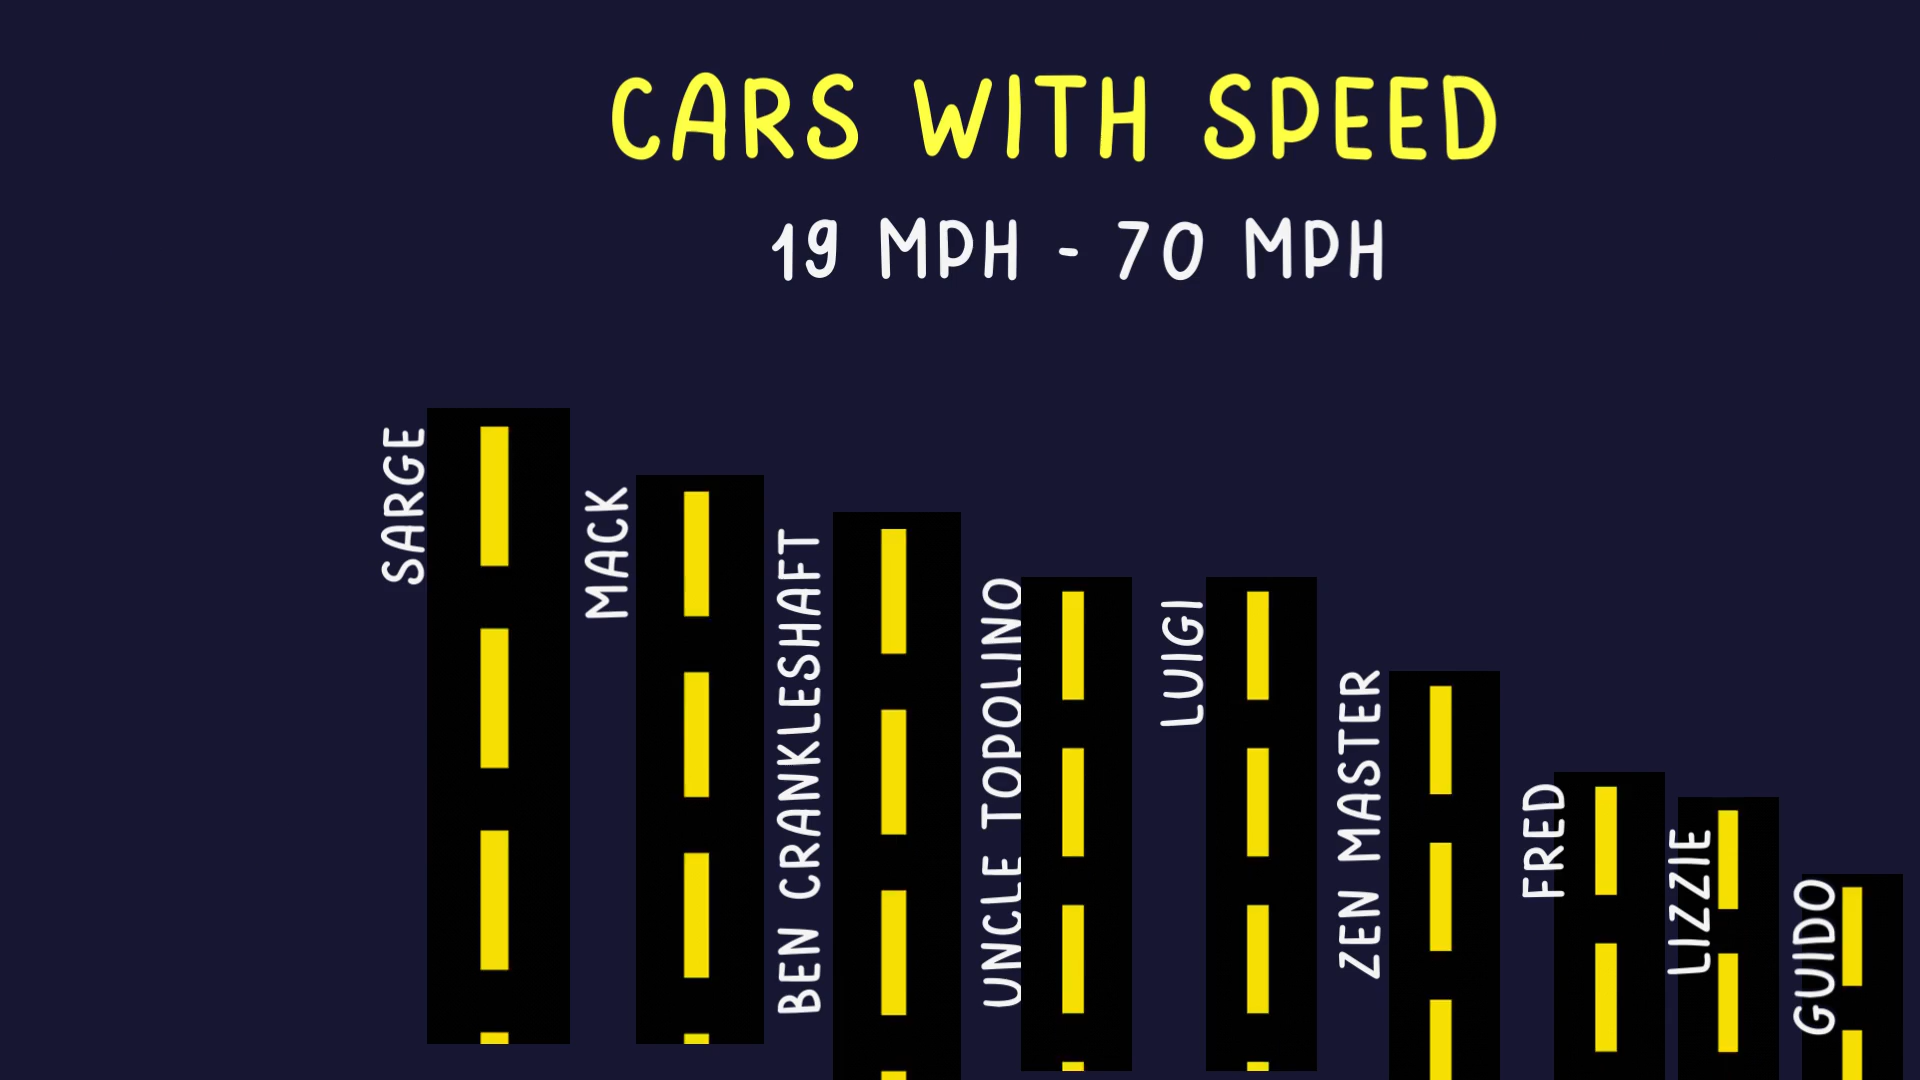 CARS WITH SPEED
19 MPH - 70 MPH
SARGE
MACK
BEN CRANKLESHAFT
UNCLE TOPOLINO
LUIGI
ZEN MASTER
FRED
LIZZIE
GUIDO